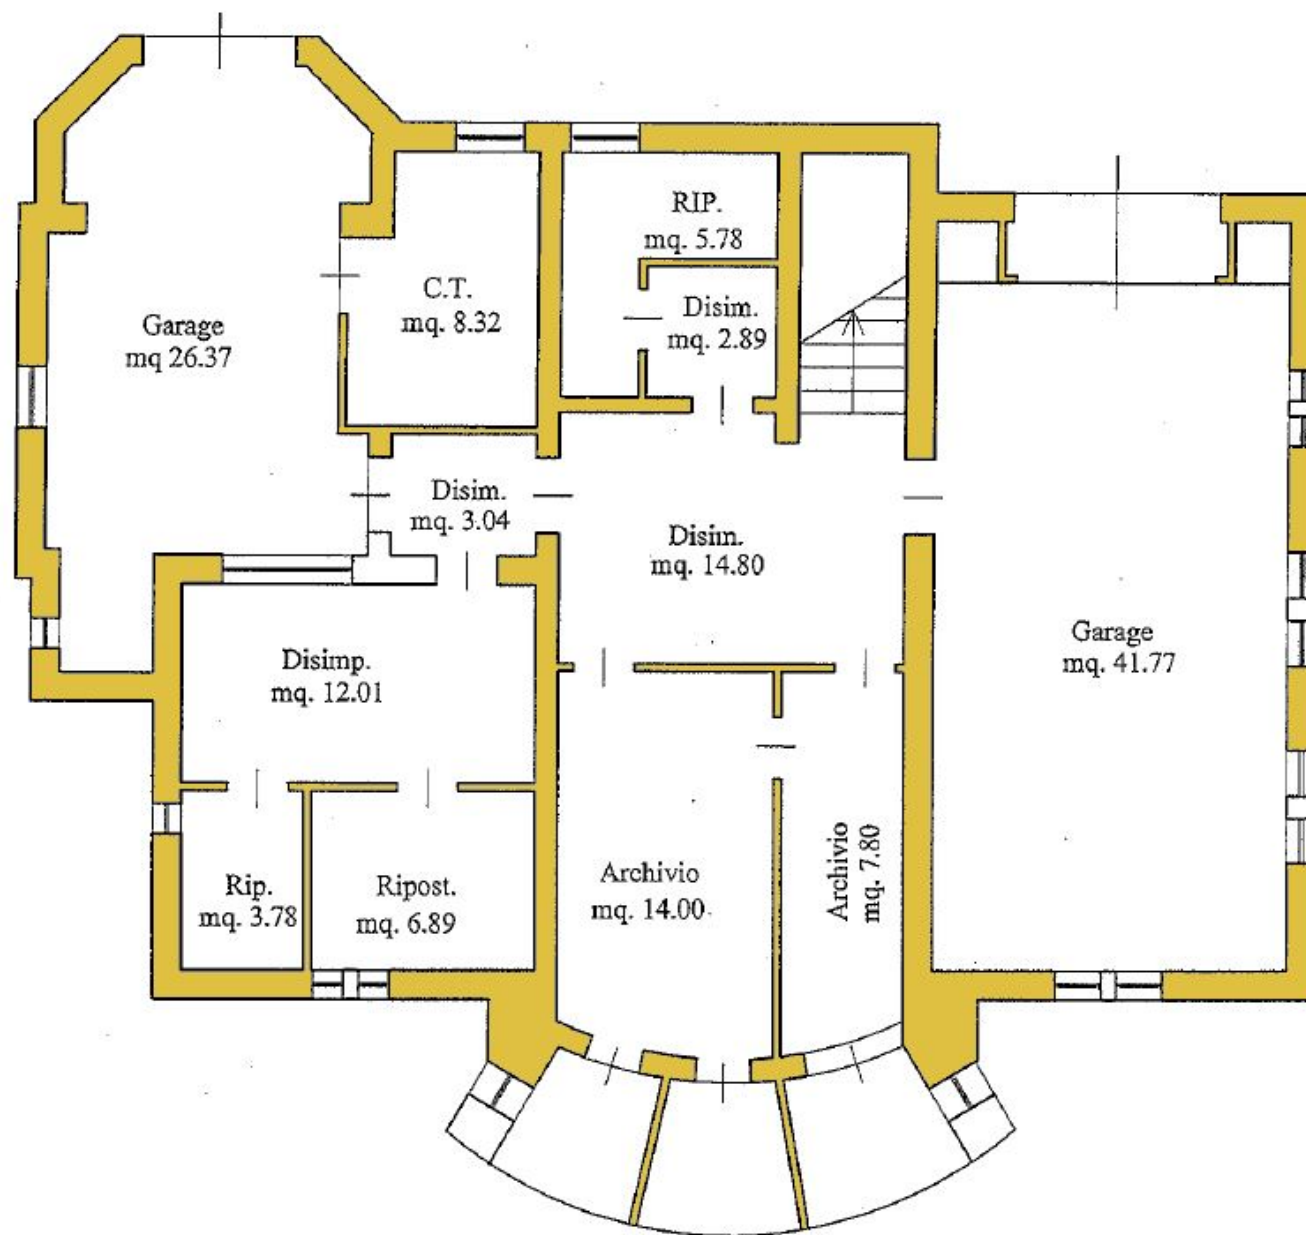 RIP.
mq. 5.78
C.T.
mq. 8.32
Disim.
mq. 2.89
Garage
mq 26.37
Disim.
mq. 3.04
Disim.
mq. 14.80
Garage
mq. 41.77
Disimp.
mq. 12.01
Rip.
mq. 3.78
Ripost.
mq. 6.89
Archivio
mq. 14.00
Archivio
mq. 7.80